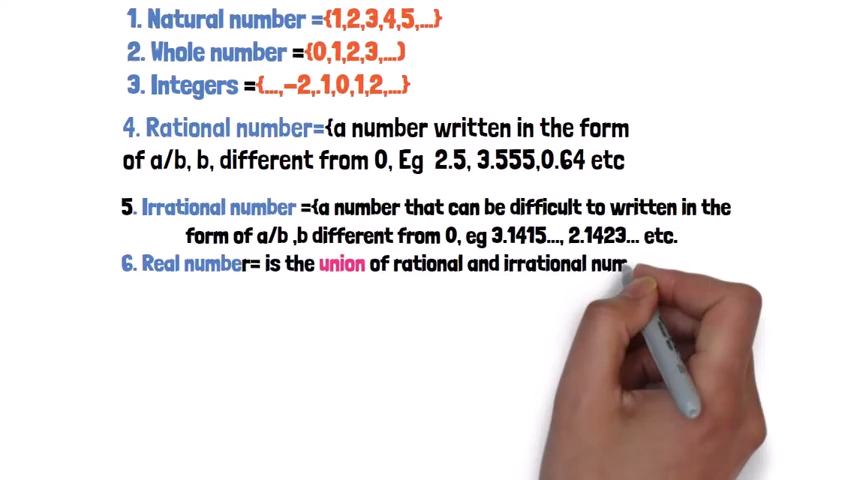 1. Natural number ={1,2,3,4,5,...}
2. Whole number ={0,1,2,3,...)
3. Integers ={...,-2,.1,0,1,2,...}
4. Rational number={a number written in the form
of a/b, b, different from 0, Eg 2.5, 3.555,0.64 etc
5. Irrational number ={a number that can be difficult to written in the
form of a/b ,b different from 0, eg 3.1415..., 2.1423... etc.
6. Real number= is the union of rational and irrational num